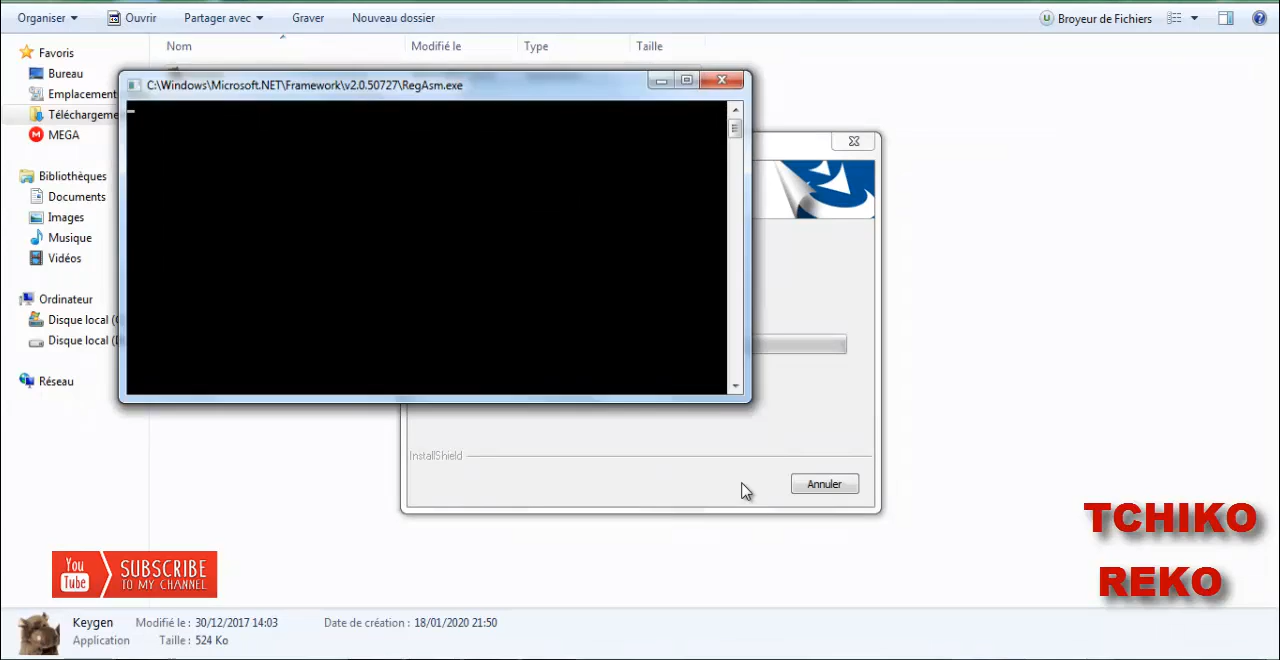 Organiser Ouvrir Partager avec Graver Nouveau dossier Broyeur de Fichiers
Nom Modifié le Type Taille
Favoris
Bureau
Emplacement
Téléchargeme
MEGA
Bibliothèques
Documents
Images
Musique
Vidéos
Ordinateur
Disque local (
Disque local (
Réseau
C:\Windows\Microsoft.NET\Framework\v2.0.50727\RegAsm.exe
InstallShield
Annuler
TCHIKO
REKO
You Tube SUBSCRIBE
TO MY CHANNEL
Keygen Modifié le : 30/12/2017 14:03 Date de création : 18/01/2020 21:50
Application Taille : 524 Ko